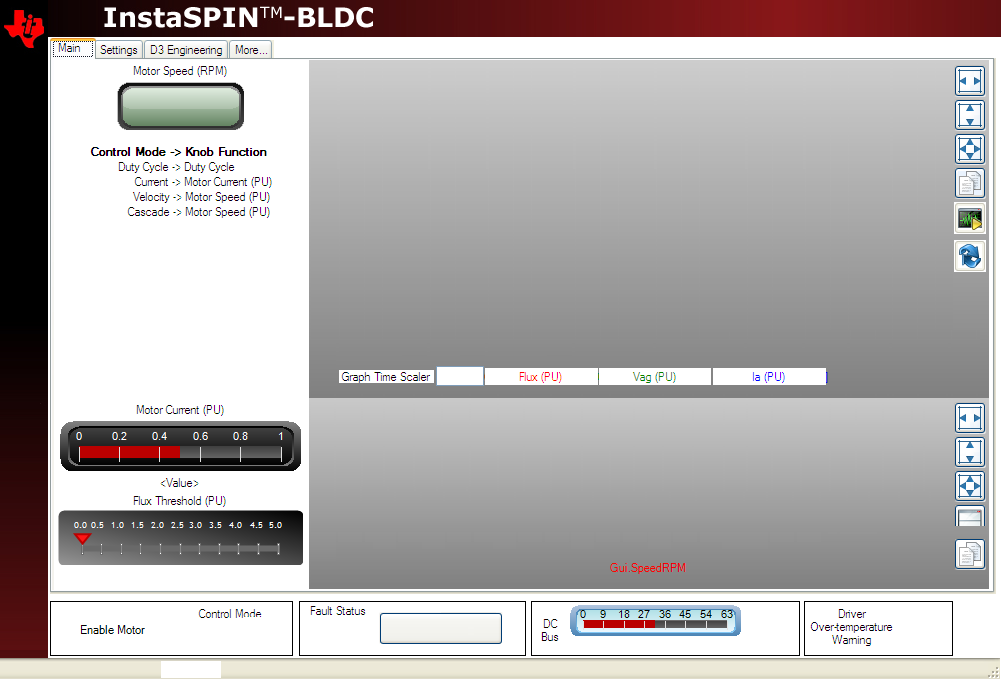 InstaSPIN™-BLDC
Main
Settings
D3 Engineering
More...
Motor Speed (RPM)
Control Mode -> Knob Function
Duty Cycle -> Duty Cycle
Current -> Motor Current (PU)
Velocity -> Motor Speed (PU)
Cascade -> Motor Speed (PU)
Graph Time Scaler
Flux (PU)
Vag (PU)
Ia (PU)
Motor Current (PU)
0 0.2 0.4 0.6 0.8 1
<Value>
Flux Threshold (PU)
0.0 0.5 1.0 1.5 2.0 2.5 3.0 3.5 4.0 4.5 5.0
Gui.SpeedRPM
Control Mode
Enable Motor
Fault Status
DC
Bus
0 9 18 27 36 45 54 63
Driver
Over-temperature
Warning